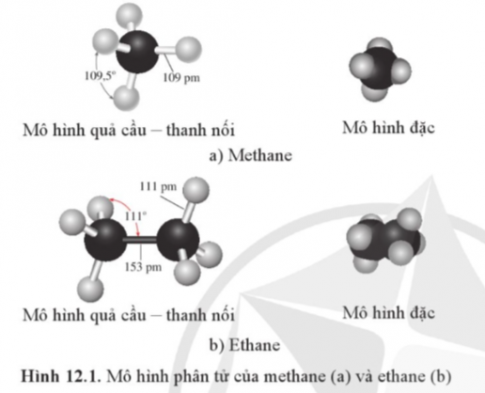 109,5°
109 pm
Mô hình quả cầu – thanh nối
Mô hình đặc
a) Methane
111 pm
111°
153 pm
Mô hình quả cầu – thanh nối
Mô hình đặc
b) Ethane
Hình 12.1. Mô hình phân tử của methane (a) và ethane (b)